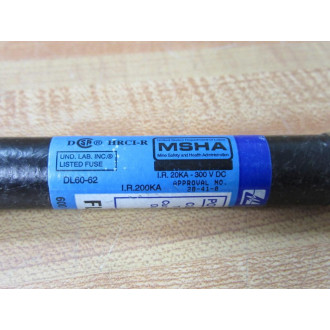 HRCI-R
UND. LAB. INC.®
LISTED FUSE
DL60-62
I.R. 200KA
MSHA
Mine Safety and Health Administration
I.R. 20KA - 300 V DC
APPROVAL NO.